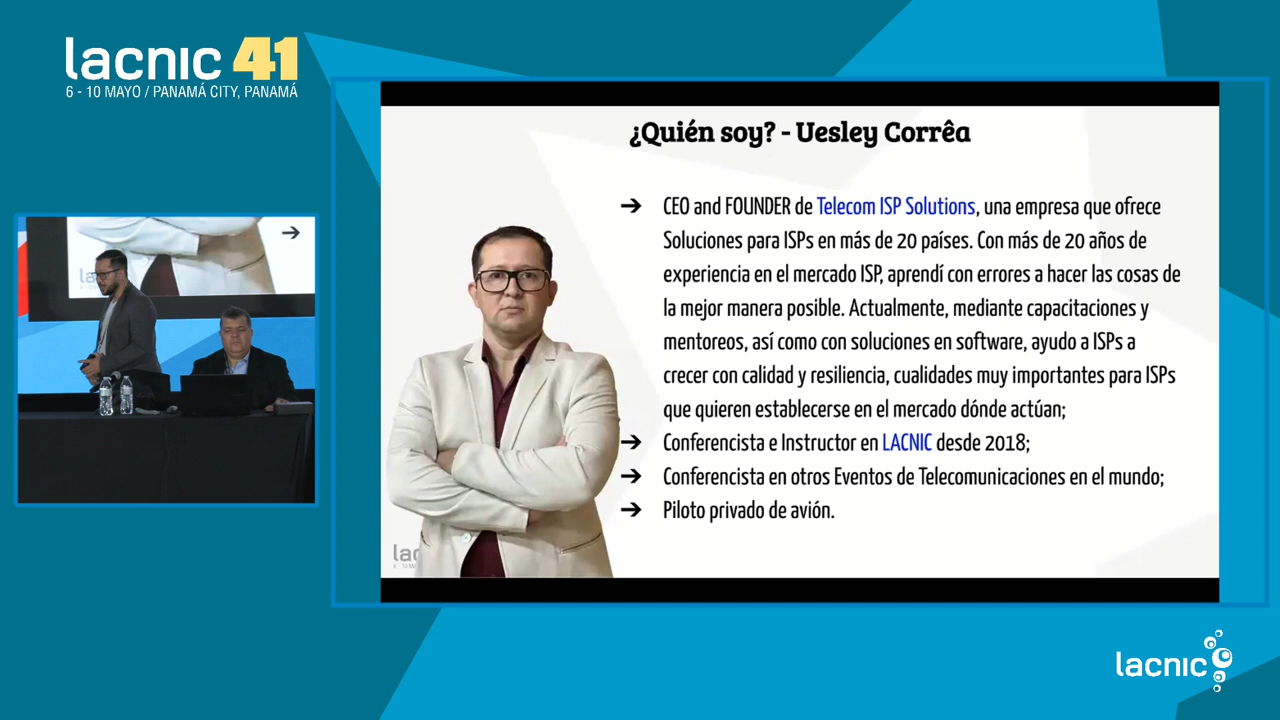 lacnic 41
6 - 10 MAYO / PANAMÁ CITY, PANAMÁ
¿Quién soy? - Uesley Corrêa
➔ CEO and FOUNDER de Telecom ISP Solutions, una empresa que ofrece
Soluciones para ISPs en más de 20 países. Con más de 20 años de
experiencia en el mercado ISP, aprendí con errores a hacer las cosas de
la mejor manera posible. Actualmente, mediante capacitaciones y
mentoreos, así como con soluciones en software, ayudo a ISPs a
crecer con calidad y resiliencia, cualidades muy importantes para ISPs
que quieren establecerse en el mercado dónde actúan;
➔ Conferencista e Instructor en LACNIC desde 2018;
➔ Conferencista en otros Eventos de Telecomunicaciones en el mundo;
➔ Piloto privado de avión.
lacnic